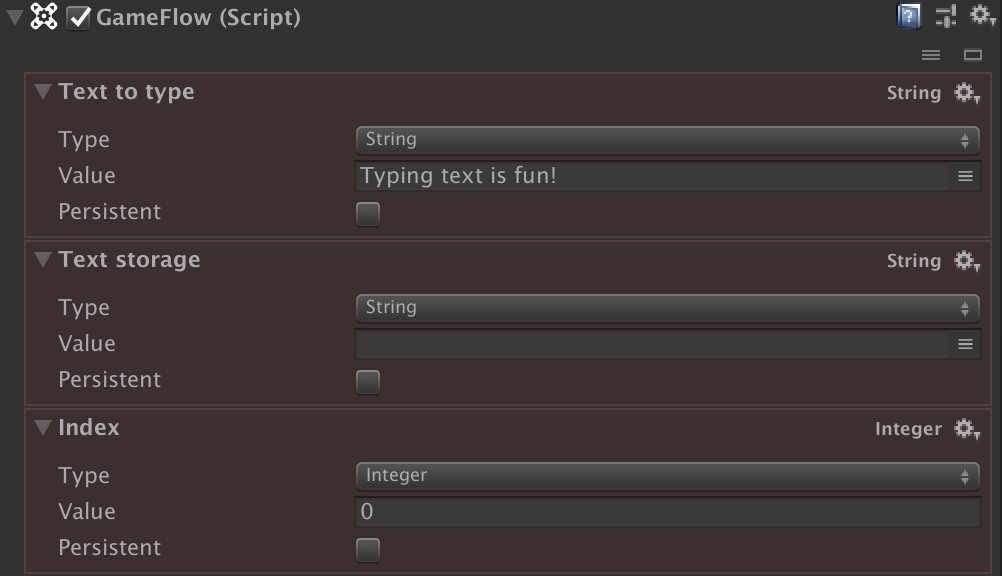 GameFlow (Script)
Text to type String
Type String
Value Typing text is fun!
Persistent
Text storage String
Type String
Value
Persistent
Index Integer
Type Integer
Value 0
Persistent